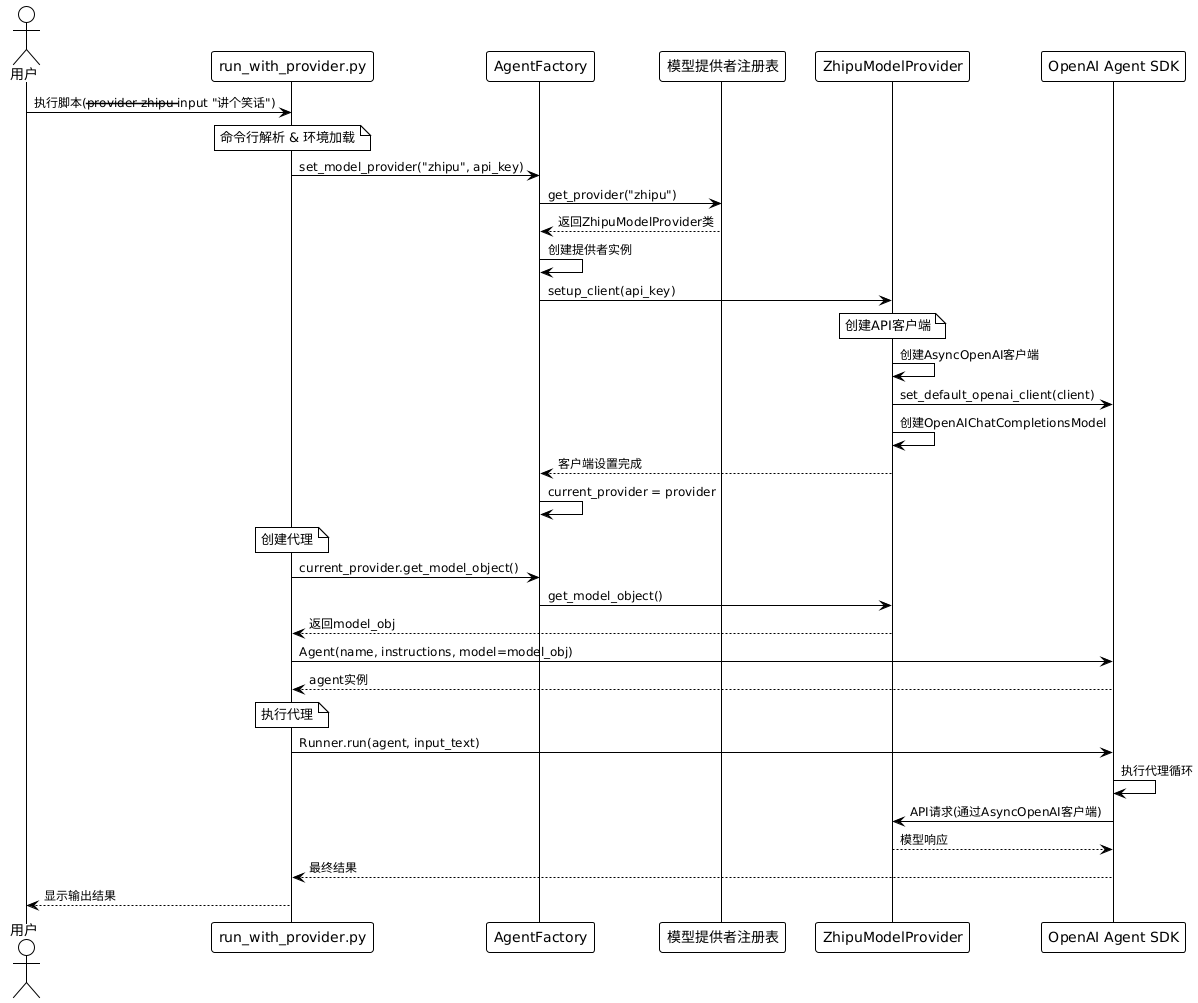 用户
run_with_provider.py
AgentFactory
模型提供者注册表
ZhipuModelProvider
OpenAI Agent SDK
执行脚本(provider zhipu input "讲个笑话")
命令行解析 & 环境加载
set_model_provider("zhipu", api_key)
get_provider("zhipu")
返回ZhipuModelProvider类
创建提供者实例
setup_client(api_key)
创建API客户端
创建AsyncOpenAI客户端
set_default_openai_client(client)
创建OpenAIChatCompletionsModel
客户端设置完成
current_provider = provider
创建代理
current_provider.get_model_object()
get_model_object()
返回model_obj
Agent(name, instructions, model=model_obj)
agent实例
执行代理
Runner.run(agent, input_text)
执行代理循环
API请求(通过AsyncOpenAI客户端)
模型响应
最终结果
显示输出结果
用户
run_with_provider.py
AgentFactory
模型提供者注册表
ZhipuModelProvider
OpenAI Agent SDK